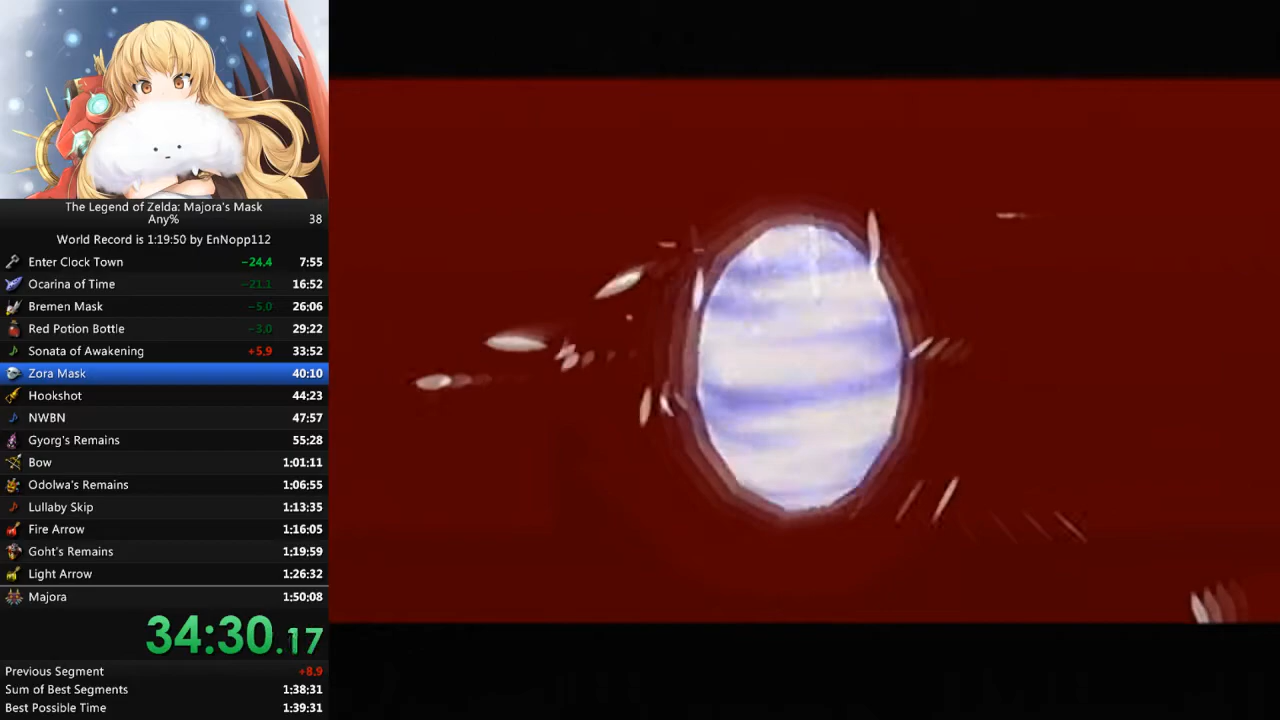 The Legend of Zelda: Majora's Mask
Any% 38
World Record is 1:19:50 by EnNopp112
Enter Clock Town −24.4 7:55
Ocarina of Time −21.1 16:52
Bremen Mask −5.0 26:06
Red Potion Bottle −3.0 29:22
Sonata of Awakening +5.9 33:52
Zora Mask 40:10
Hookshot 44:23
NWBN 47:57
Gyorg's Remains 55:28
Bow 1:01:11
Odolwa's Remains 1:06:55
Lullaby Skip 1:13:35
Fire Arrow 1:16:05
Goht's Remains 1:19:59
Light Arrow 1:26:32
Majora 1:50:08
34:30.17
Previous Segment +8.9
Sum of Best Segments 1:38:31
Best Possible Time 1:39:31